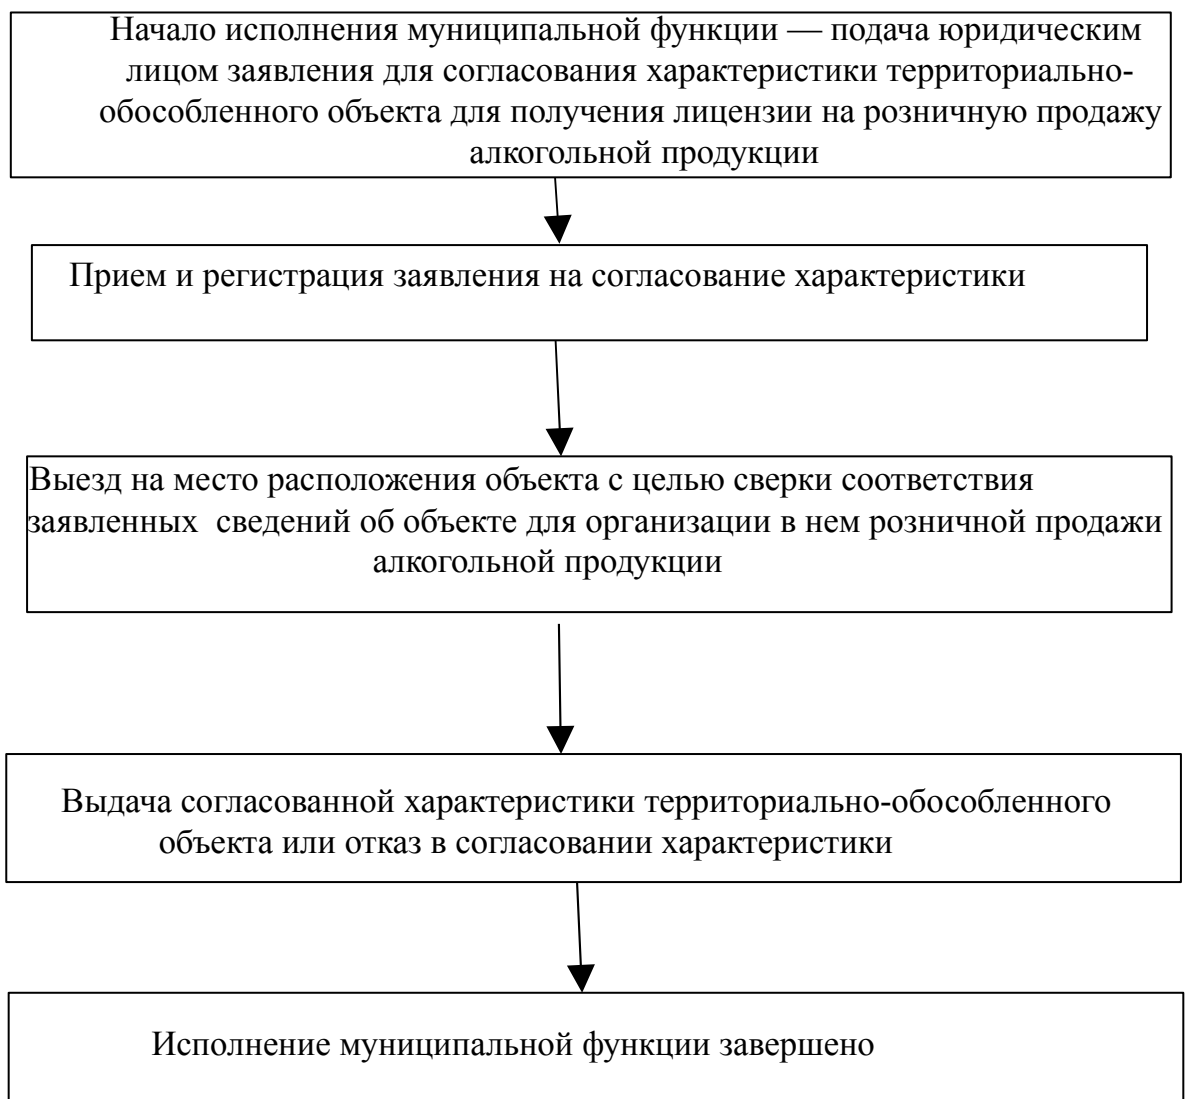 Начало исполнения муниципальной функции — подача юридическим
лицом заявления для согласования характеристики территориально-
обособленного объекта для получения лицензии на розничную продажу
алкогольной продукции
Прием и регистрация заявления на согласование характеристики
Выезд на место расположения объекта с целью сверки соответствия
заявленных  сведений об объекте для организации в нем розничной продажи
алкогольной продукции
Выдача согласованной характеристики территориально-обособленного
объекта или отказ в согласовании характеристики
Исполнение муниципальной функции завершено